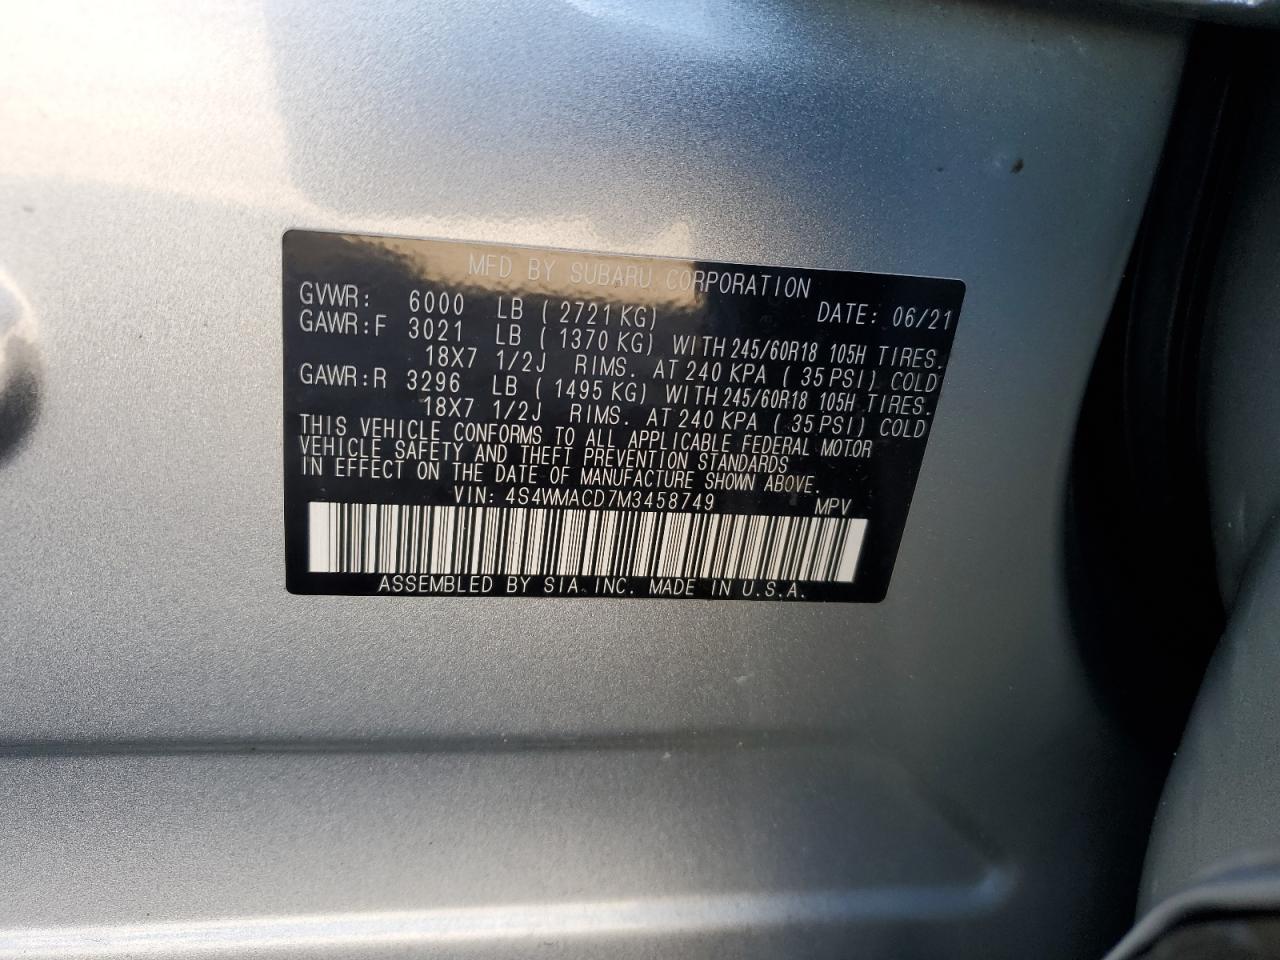 MFD BY SUBARU CORPORATION
GVWR: 6000 LB ( 2721 KG) DATE: 06/21
GAWR:F 3021 LB ( 1370 KG) WITH 245/60R18 105H TIRES.
18X7 1/2J RIMS. AT 240 KPA ( 35 PSI) COLD
GAWR:R 3296 LB ( 1495 KG) WITH 245/60R18 105H TIRES.
18X7 1/2J RIMS. AT 240 KPA ( 35 PSI) COLD
THIS VEHICLE CONFORMS TO ALL APPLICABLE FEDERAL MOTOR
VEHICLE SAFETY AND THEFT PREVENTION STANDARDS
IN EFFECT ON THE DATE OF MANUFACTURE SHOWN ABOVE.
VIN: 4S4WMACD7M3458749 MPV
ASSEMBLED BY SIA INC. MADE IN U.S.A.